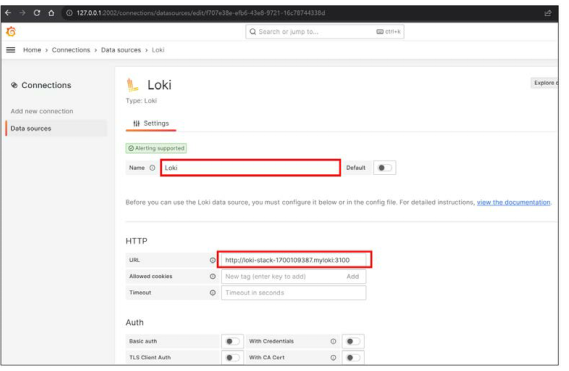 127.0.0.1:2002/connections/datasources/edit/f707e38e-efb6-43e8-9721-16c78744338d
Search or jump to...
ctrl+k
Home › Connections › Data sources › Loki
Connections
Add new connection
Data sources
Loki
Type: Loki
Explore
Settings
Alerting supported
Name
Loki
Default
Before you can use the Loki data source, you must configure it below or in the config file. For detailed instructions, view the documentation.
HTTP
URL
http://loki-stack-1700109387.myloki:3100
Allowed cookies
New tag (enter key to add)
Add
Timeout
Timeout in seconds
Auth
Basic auth
With Credentials
TLS Client Auth
With CA Cert